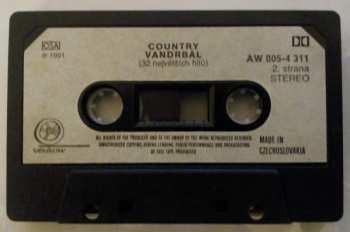 OSA
℗ 1991
COUNTRY
VANDRBÁL
(32 největších hitů)
AW 005-4 311
2. strana
STEREO
ALL RIGHTS OF THE PRODUCER AND OF THE OWNER OF THE WORK REPRODUCED RESERVED.
UNAUTHORIZED COPYING, HIRING, LENDING, PUBLIC PERFORMANCE AND BROADCASTING
OF THIS TAPE PROHIBITED
MADE IN
CZECHOSLOVAKIA